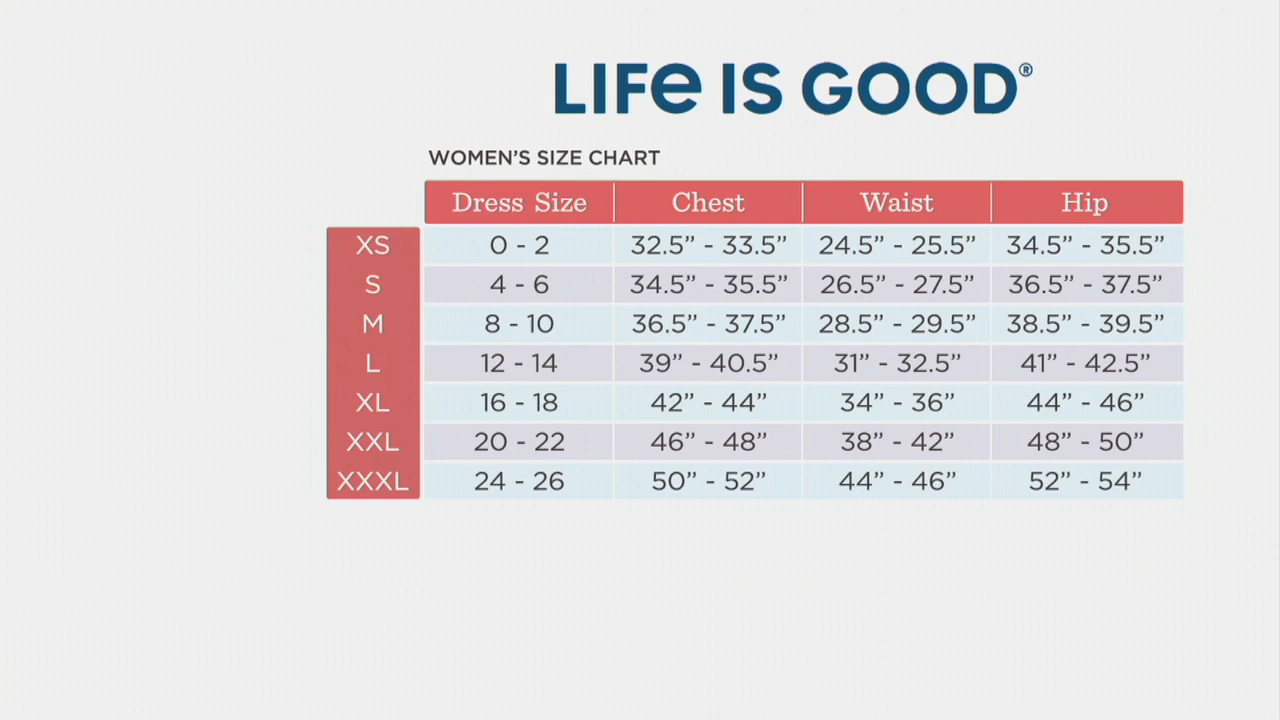 LIFe IS GOOD®
WOMEN’S SIZE CHART
Dress Size Chest Waist Hip
XS 0 - 2 32.5” - 33.5” 24.5” - 25.5” 34.5” - 35.5”
S 4 - 6 34.5” - 35.5” 26.5” - 27.5” 36.5” - 37.5”
M 8 - 10 36.5” - 37.5” 28.5” - 29.5” 38.5” - 39.5”
L 12 - 14 39” - 40.5” 31” - 32.5” 41” - 42.5”
XL 16 - 18 42” - 44” 34” - 36” 44” - 46”
XXL 20 - 22 46” - 48” 38” - 42” 48” - 50”
XXXL 24 - 26 50” - 52” 44” - 46” 52” - 54”